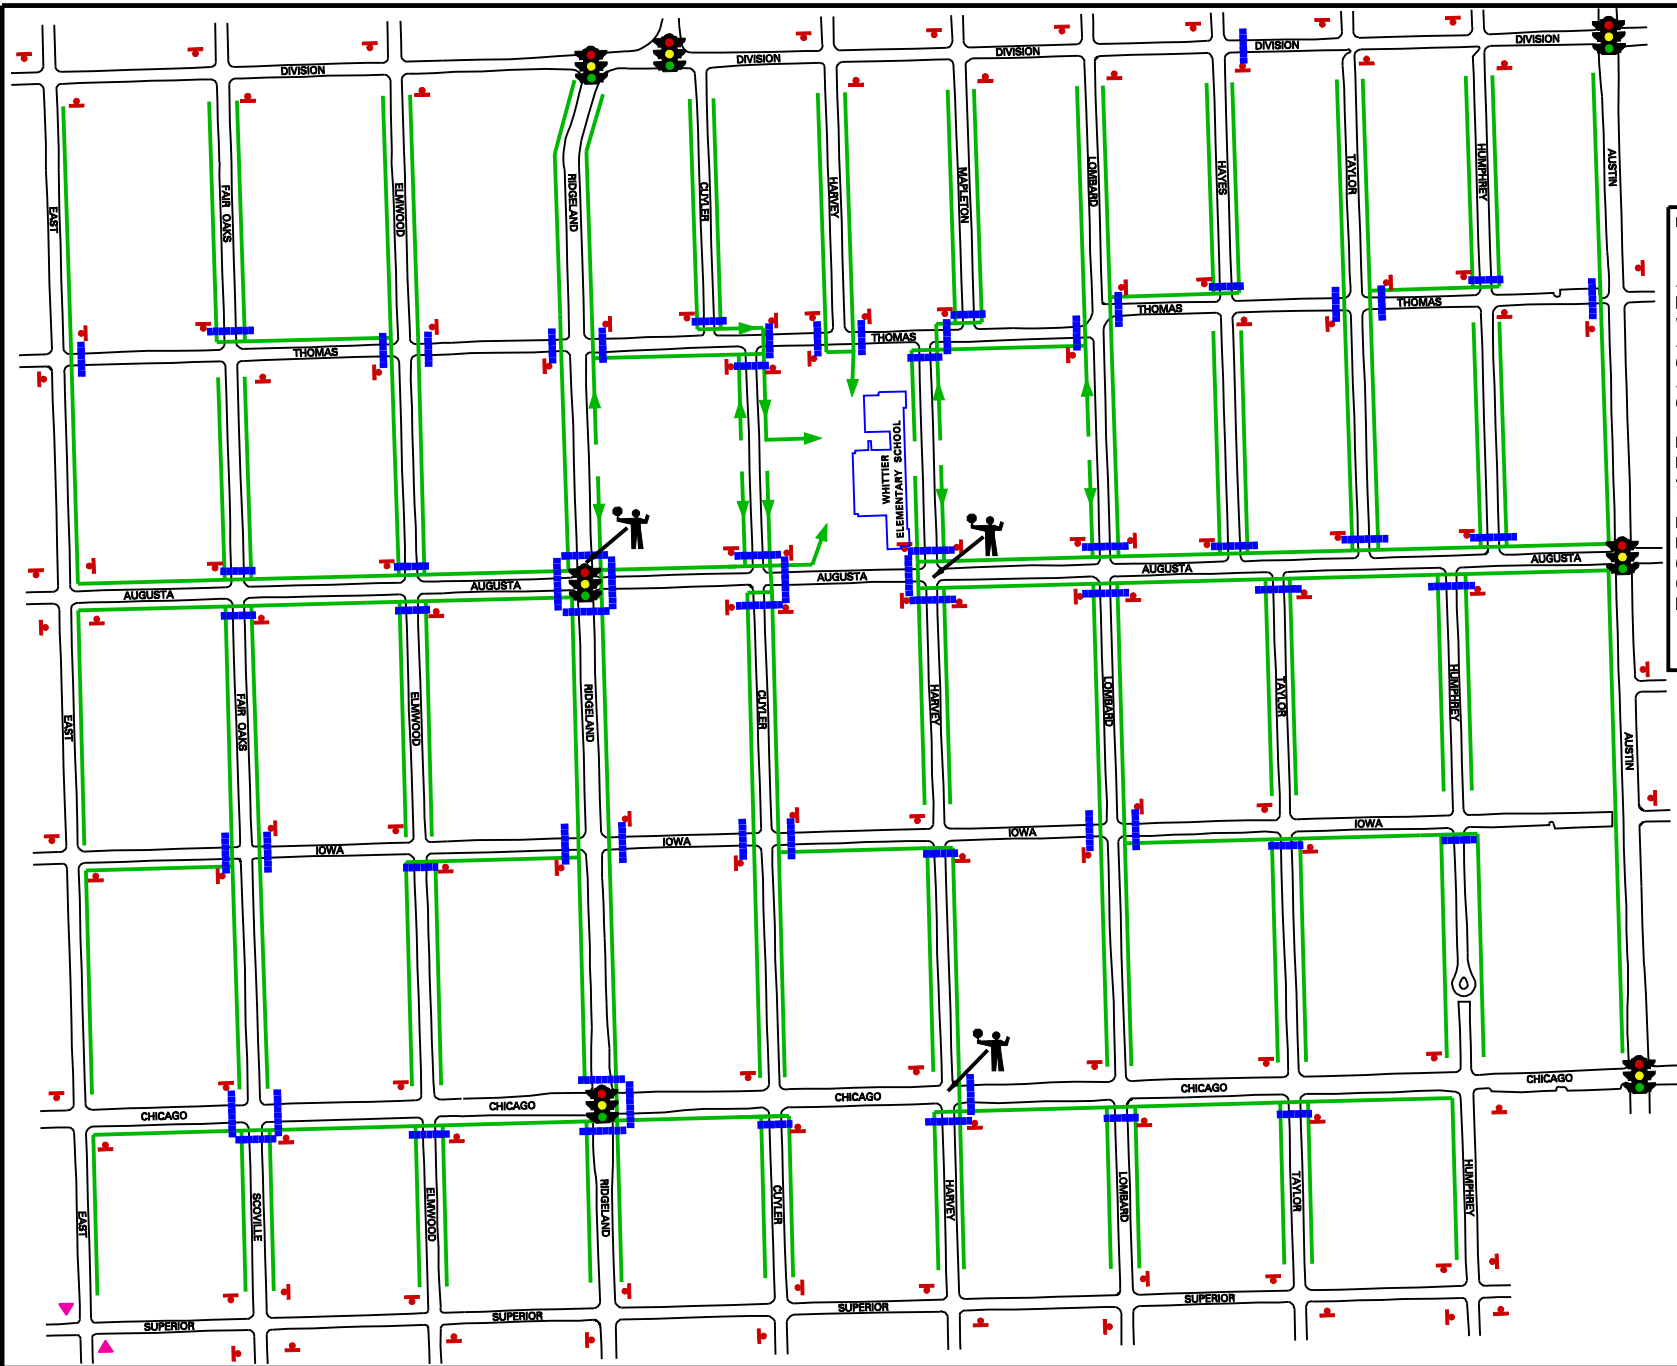 DIVISION
DIVISION
DIVISION
DIVISION
DIVISION
EAST
FAIR OAKS
ELMWOOD
RIDGELAND
CUYLER
HARVEY
MAPLETON
LOMBARD
HAYES
TAYLOR
HUMPHREY
AUSTIN
THOMAS
THOMAS
THOMAS
THOMAS
WHITTIER
ELEMENTARY SCHOOL
AUGUSTA
AUGUSTA
AUGUSTA
AUGUSTA
AUGUSTA
EAST
FAIR OAKS
ELMWOOD
RIDGELAND
CUYLER
HARVEY
LOMBARD
TAYLOR
HUMPHREY
AUSTIN
IOWA
IOWA
IOWA
IOWA
CHICAGO
CHICAGO
CHICAGO
CHICAGO
CHICAGO
EAST
SCOVILLE
ELMWOOD
RIDGELAND
CUYLER
HARVEY
LOMBARD
TAYLOR
HUMPHREY
SUPERIOR
SUPERIOR
SUPERIOR
SUPERIOR